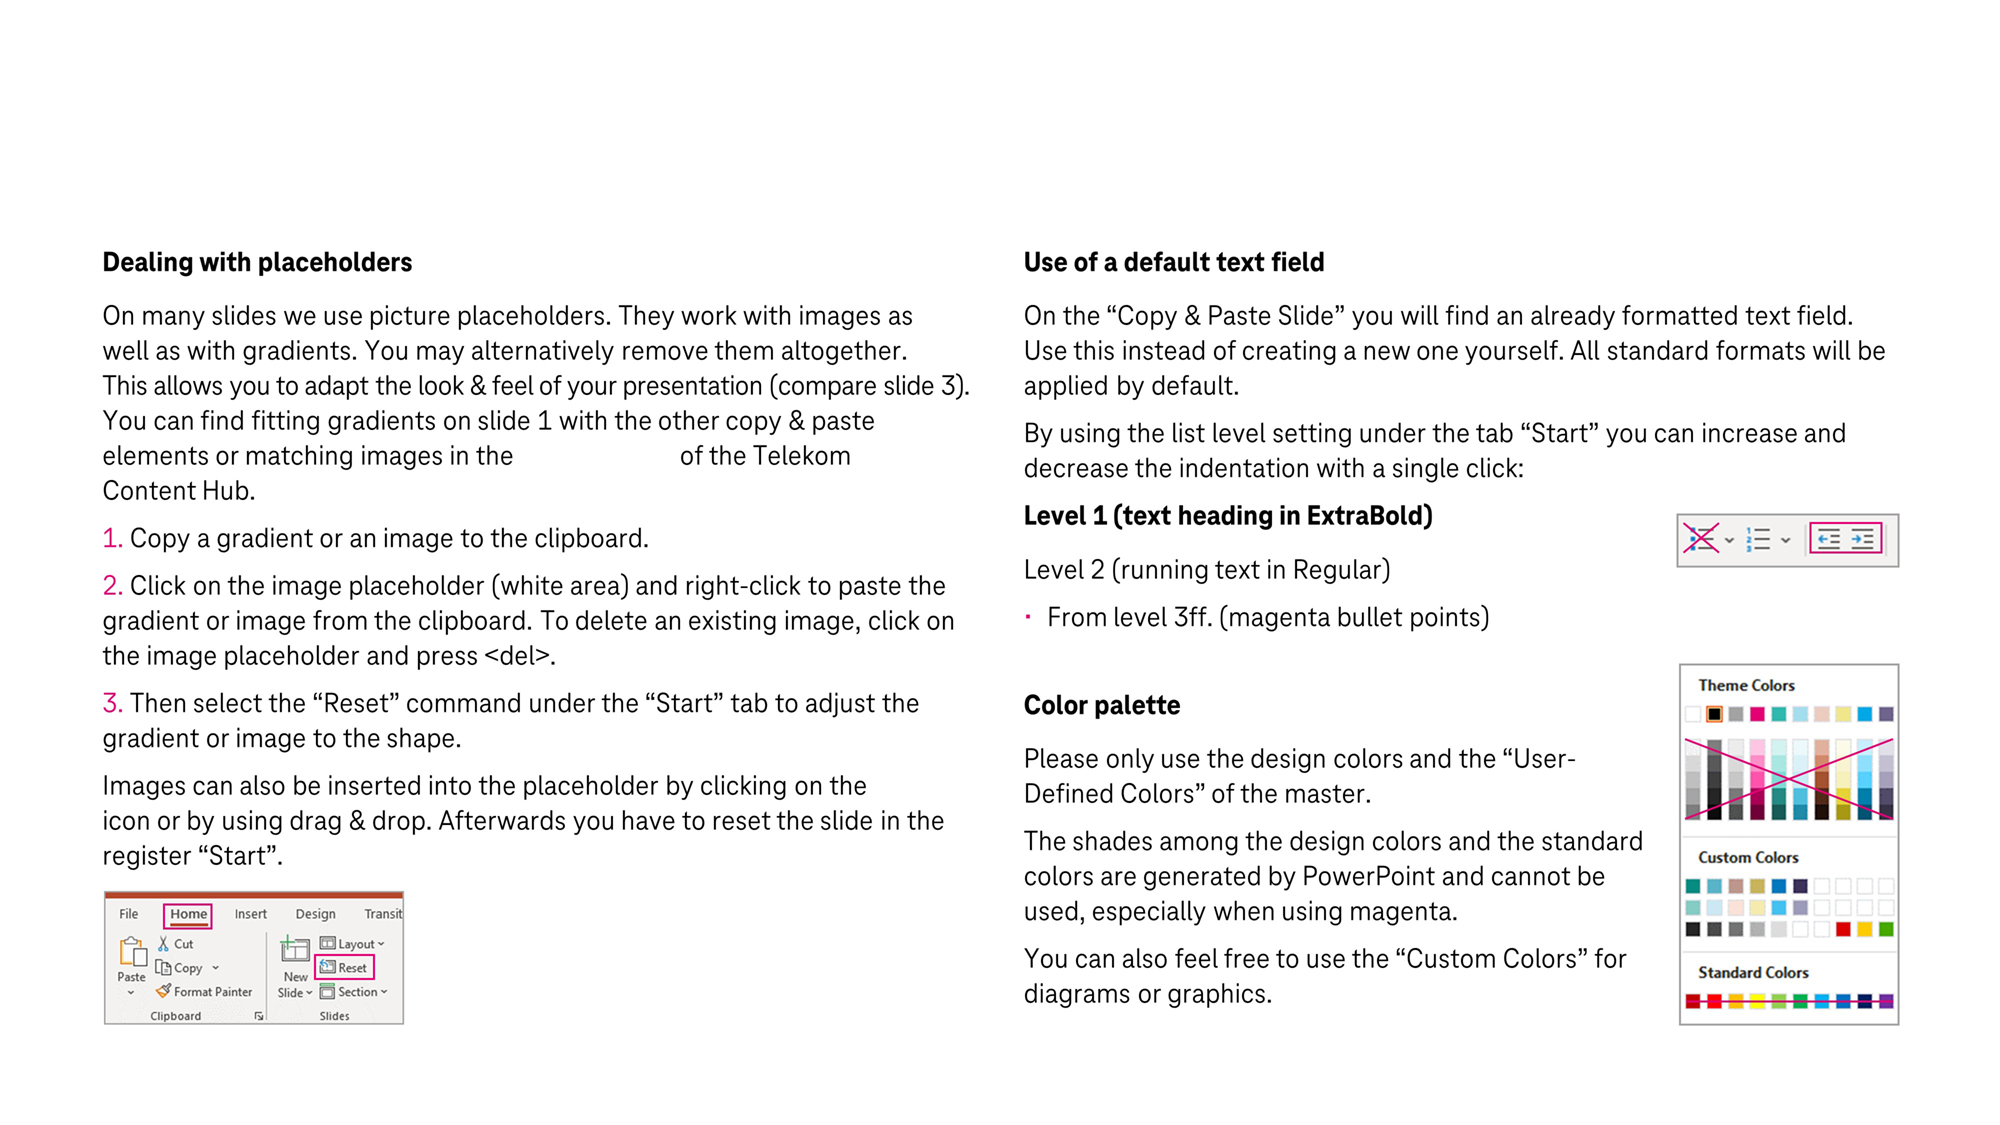 Dealing with placeholders
On many slides we use picture placeholders. They work with images as
well as with gradients. You may alternatively remove them altogether.
This allows you to adapt the look & feel of your presentation (compare slide 3).
You can find fitting gradients on slide 1 with the other copy & paste
elements or matching images in the of the Telekom
Content Hub.
1. Copy a gradient or an image to the clipboard.
2. Click on the image placeholder (white area) and right-click to paste the
gradient or image from the clipboard. To delete an existing image, click on
the image placeholder and press <del>.
3. Then select the “Reset” command under the “Start” tab to adjust the
gradient or image to the shape.
Images can also be inserted into the placeholder by clicking on the
icon or by using drag & drop. Afterwards you have to reset the slide in the
register “Start”.
File Home Insert Design Transit
Cut
Copy
Format Painter
Paste
Clipboard
New
Slide
Layout
Reset
Section
Slides
Use of a default text field
On the “Copy & Paste Slide” you will find an already formatted text field.
Use this instead of creating a new one yourself. All standard formats will be
applied by default.
By using the list level setting under the tab “Start” you can increase and
decrease the indentation with a single click:
Level 1 (text heading in ExtraBold)
Level 2 (running text in Regular)
· From level 3ff. (magenta bullet points)
Color palette
Please only use the design colors and the “User-
Defined Colors” of the master.
The shades among the design colors and the standard
colors are generated by PowerPoint and cannot be
used, especially when using magenta.
You can also feel free to use the “Custom Colors” for
diagrams or graphics.
Theme Colors
Custom Colors
Standard Colors